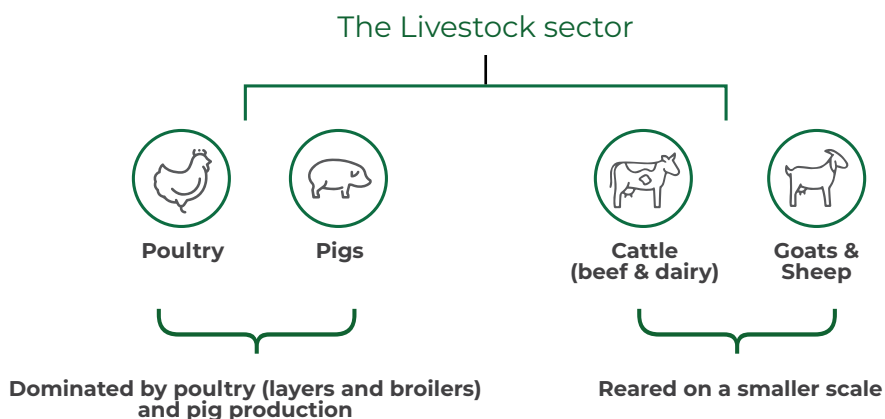 The Livestock sector
Poultry
Pigs
Cattle
(beef & dairy)
Goats &
Sheep
Dominated by poultry (layers and broilers)
and pig production
Reared on a smaller scale